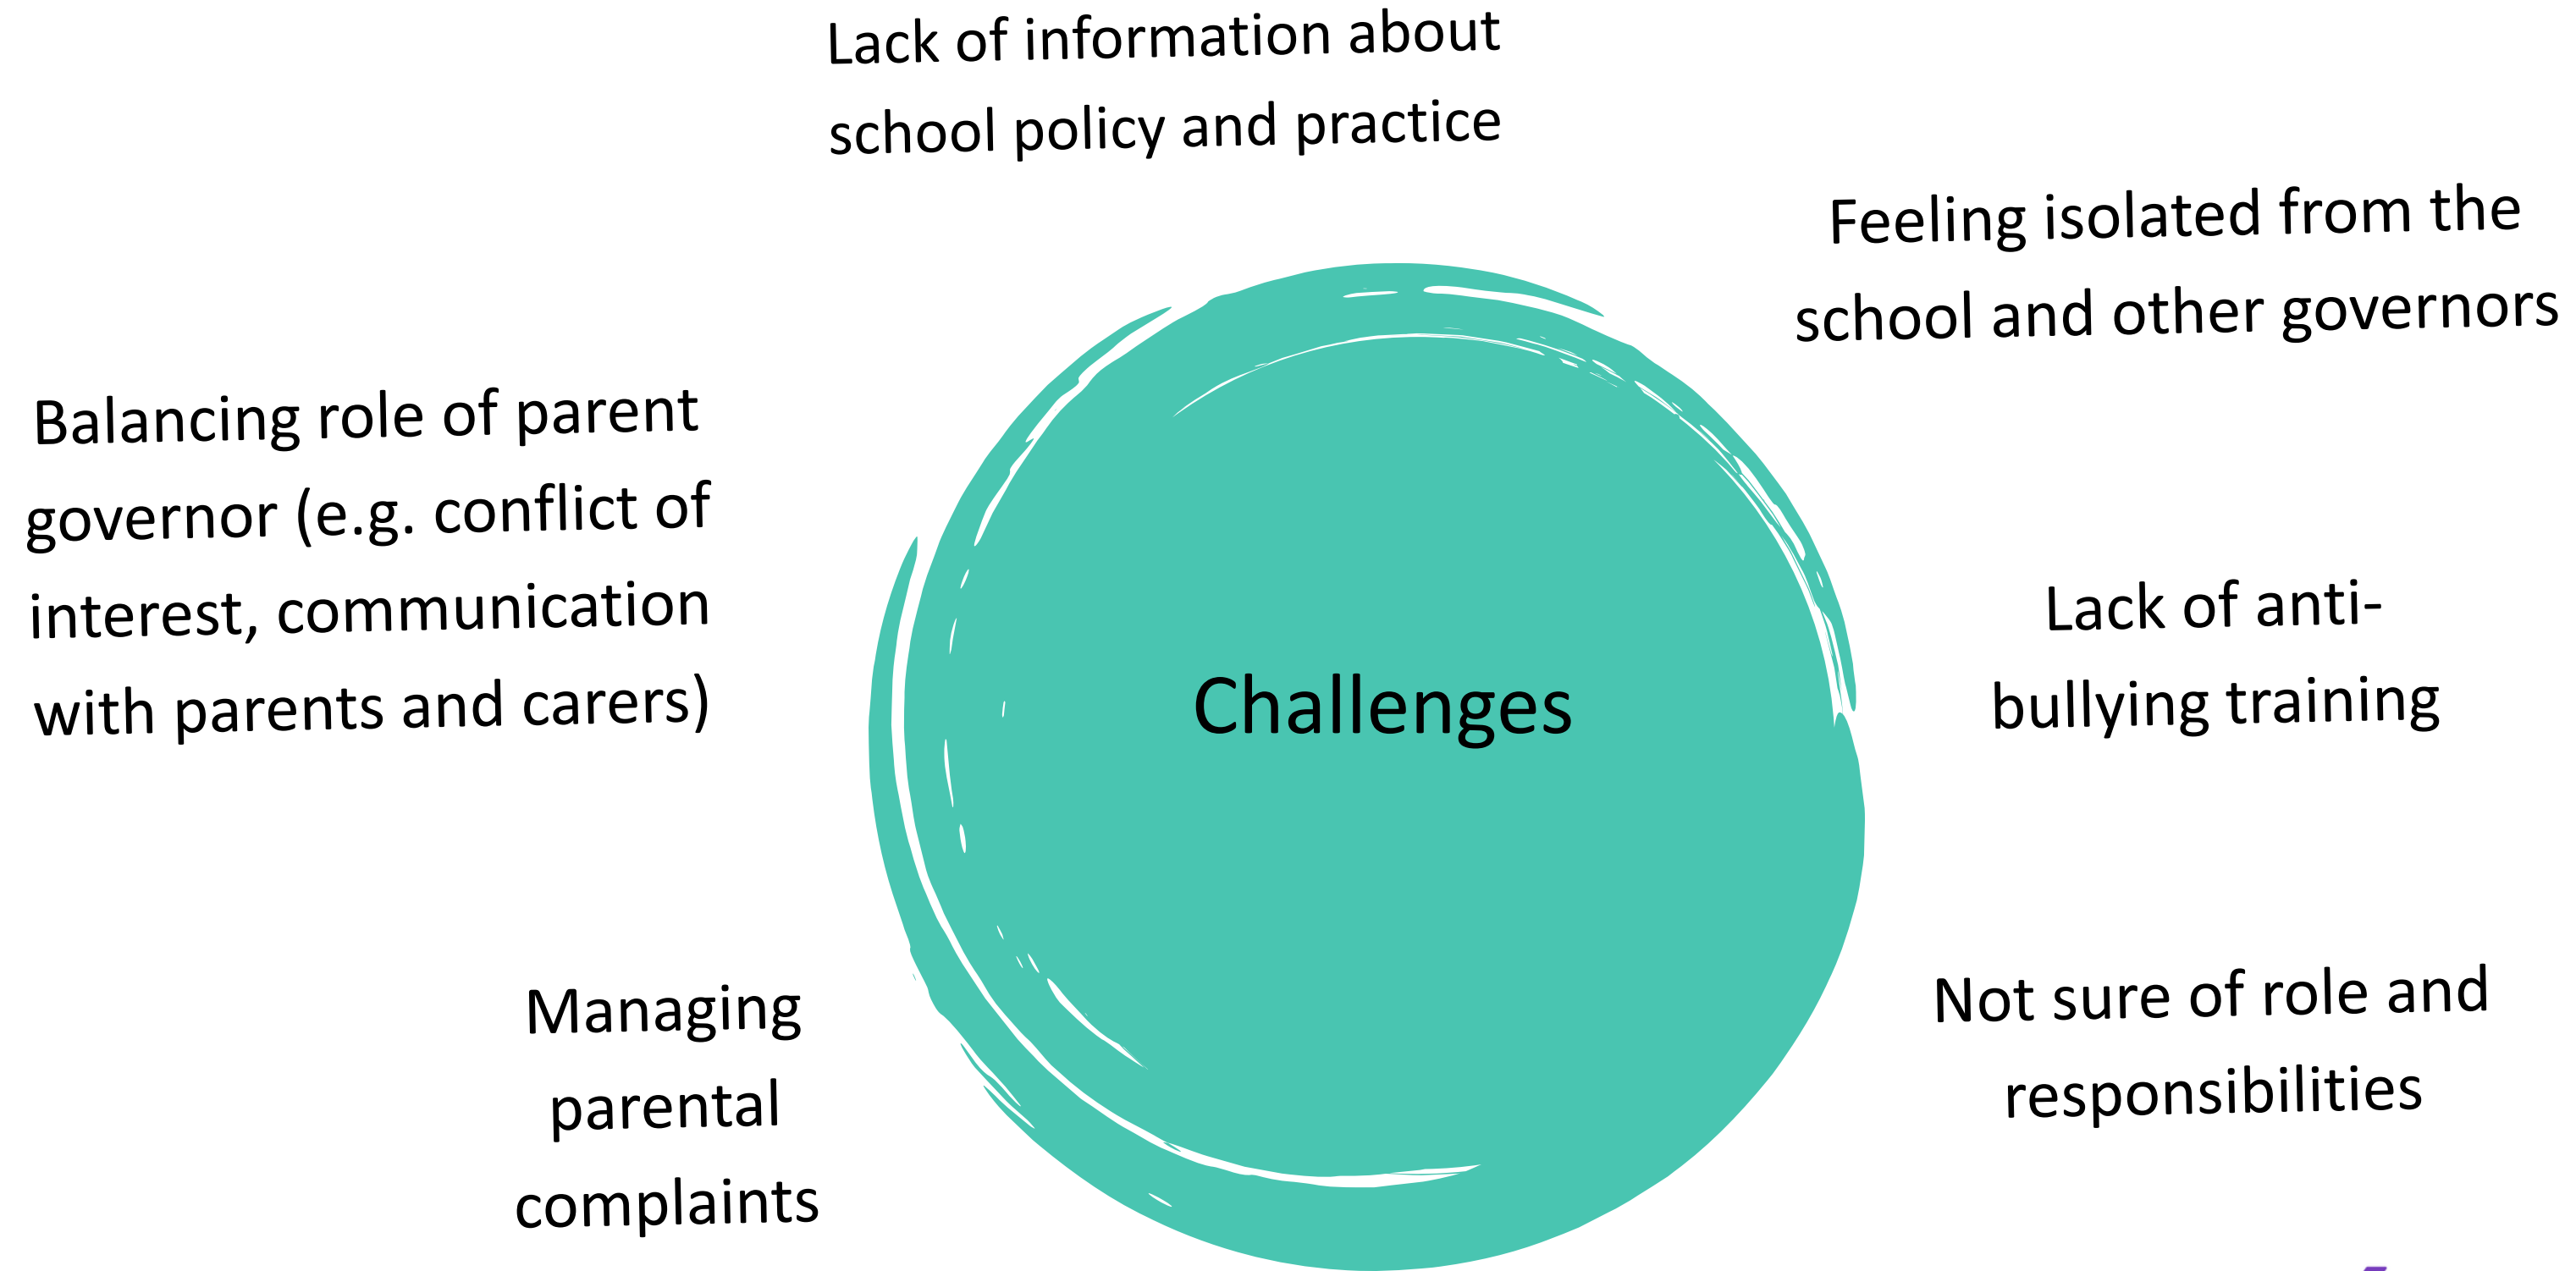 Lack of information about
school policy and practice
Feeling isolated from the
school and other governors
Balancing role of parent
governor (e.g. conflict of
interest, communication
with parents and carers)
Challenges
Lack of anti-
bullying training
Managing
parental
complaints
Not sure of role and
responsibilities